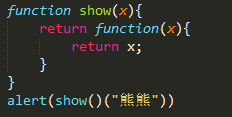 function show(x){
    return function(x){
        return x;
    }
}
alert(show()("熊熊"))